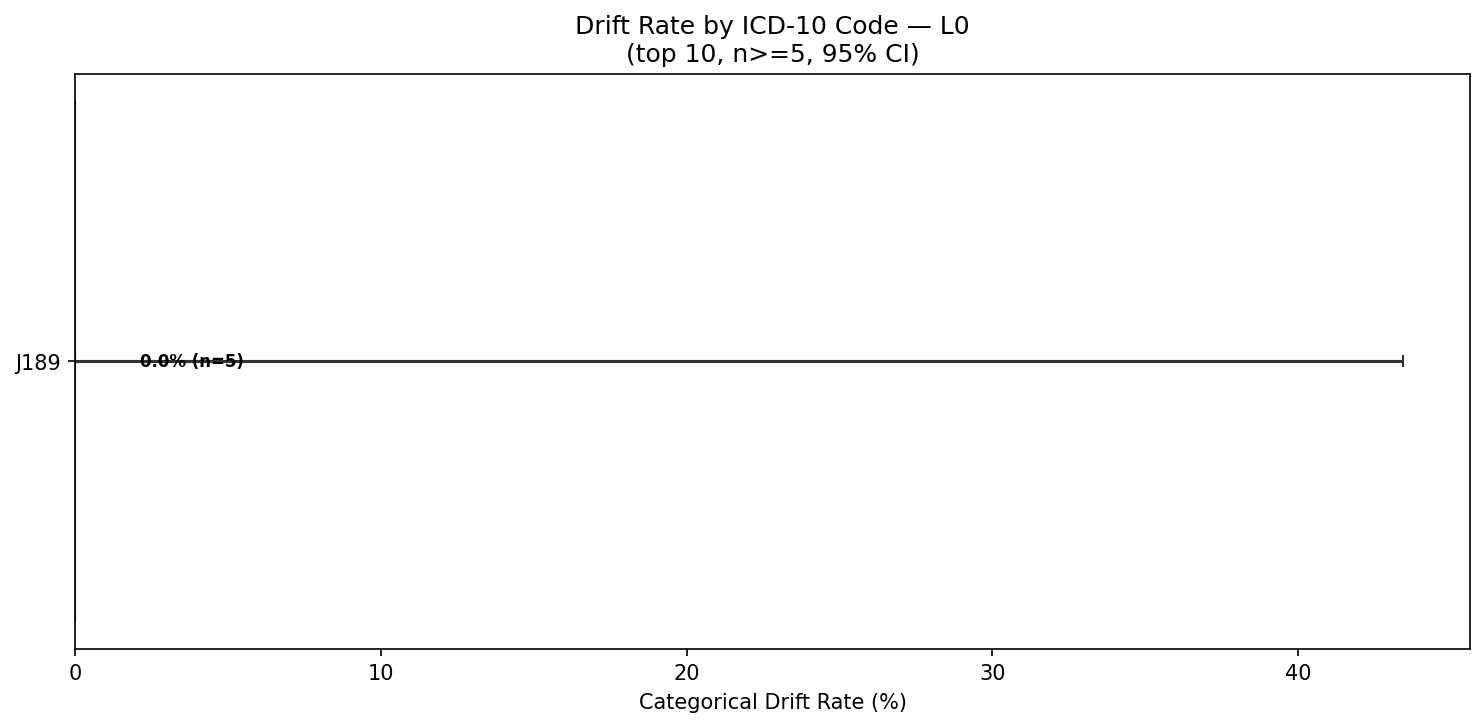 Drift Rate by ICD-10 Code — L0
(top 10, n>=5, 95% CI)
J189
0.0% (n=5)
0 10 20 30 40
Categorical Drift Rate (%)